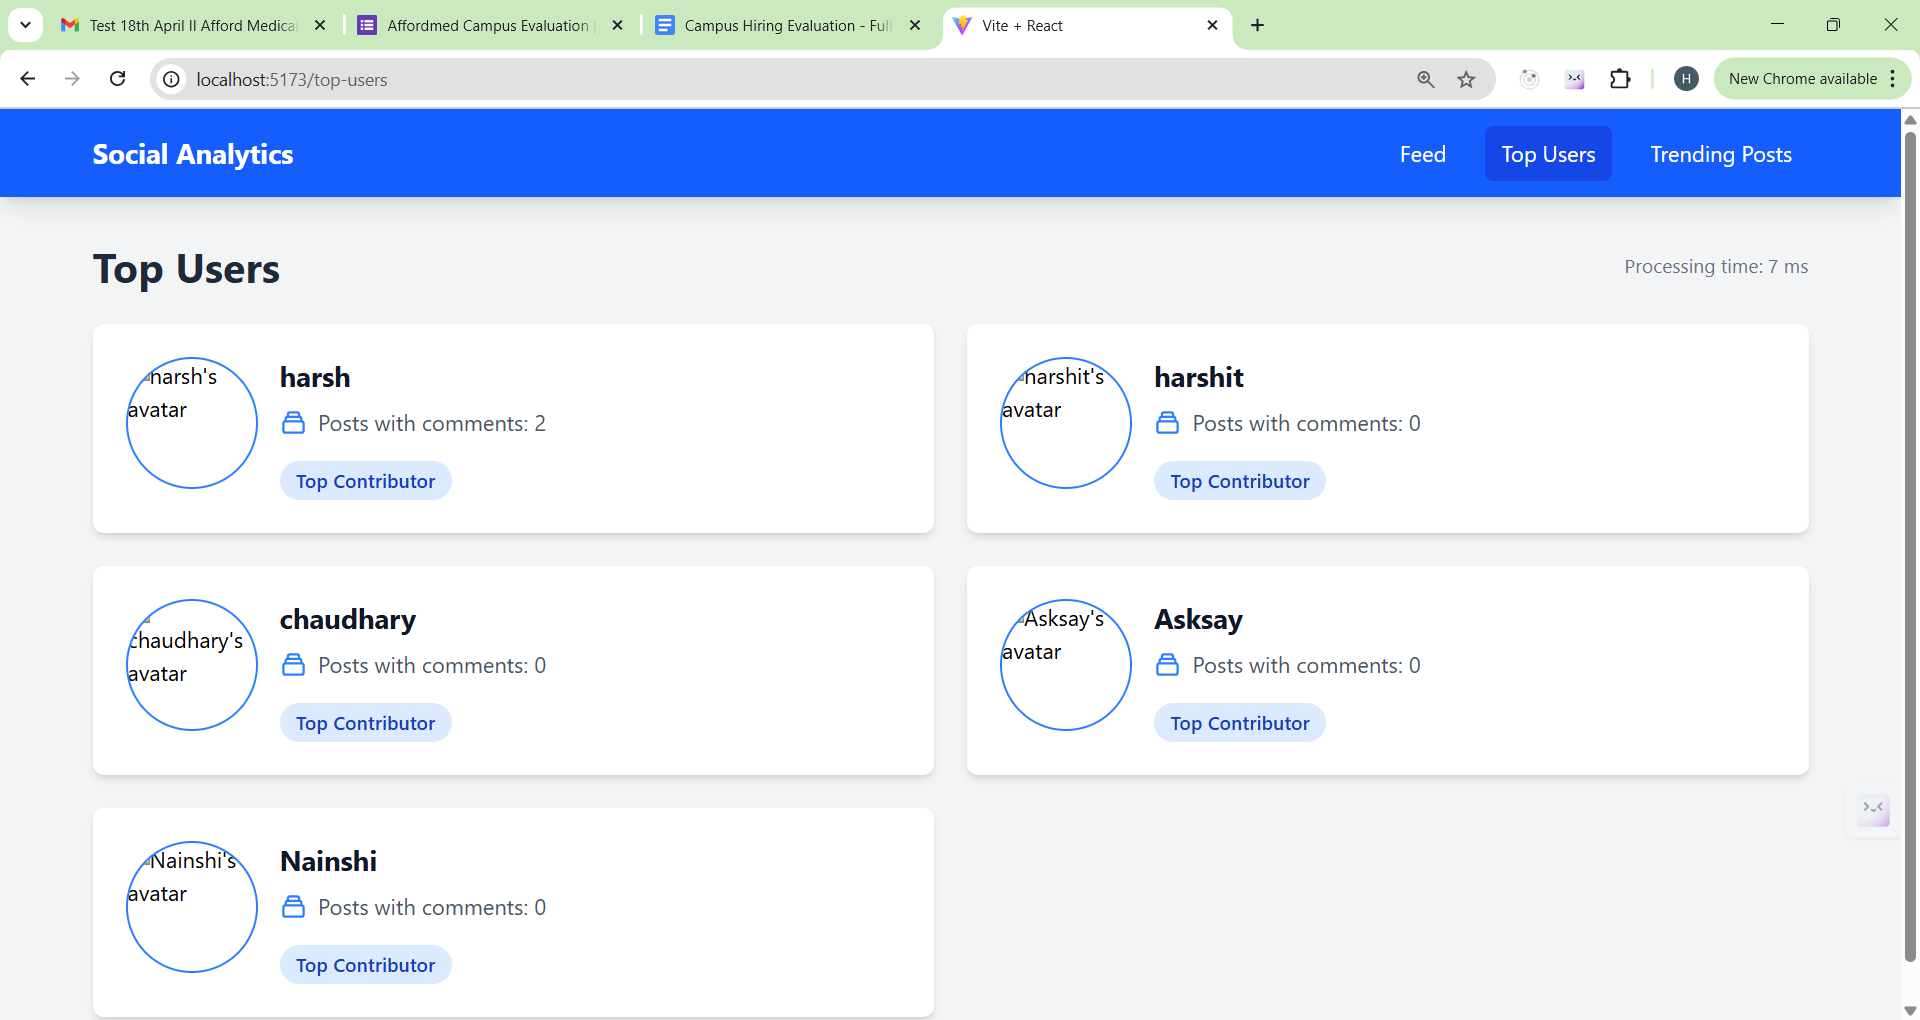 Test 18th April II Afford Medical
Affordmed Campus Evaluation
Campus Hiring Evaluation - Full
Vite + React
localhost:5173/top-users
H
New Chrome available
Social Analytics
Feed
Top Users
Trending Posts
Top Users
Processing time: 7 ms
harsh's
avatar
harsh
Posts with comments: 2
Top Contributor
harshit's
avatar
harshit
Posts with comments: 0
Top Contributor
chaudhary's
avatar
chaudhary
Posts with comments: 0
Top Contributor
Asksay's
avatar
Asksay
Posts with comments: 0
Top Contributor
Nainshi's
avatar
Nainshi
Posts with comments: 0
Top Contributor